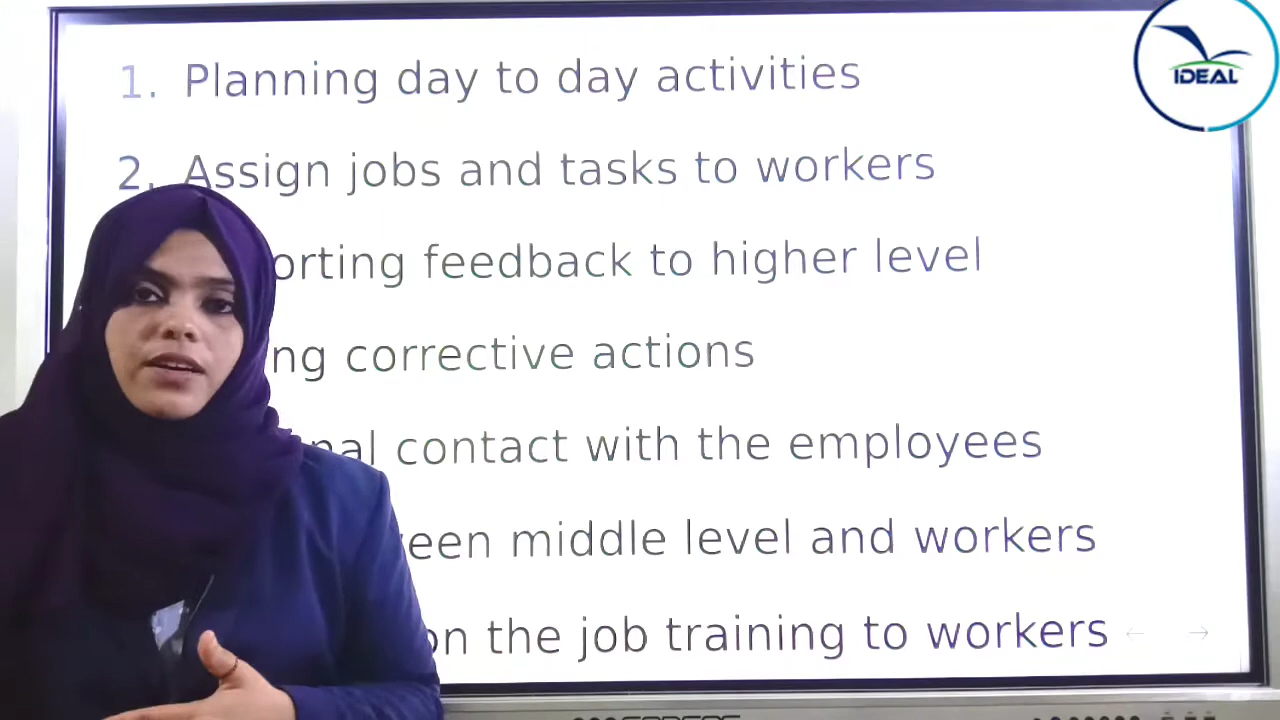 1. Planning day to day activities
IDEAL
2. Assign jobs and tasks to workers
orting feedback to higher level
ng corrective actions
nal contact with the employees
een middle level and workers
on the job training to workers ← →